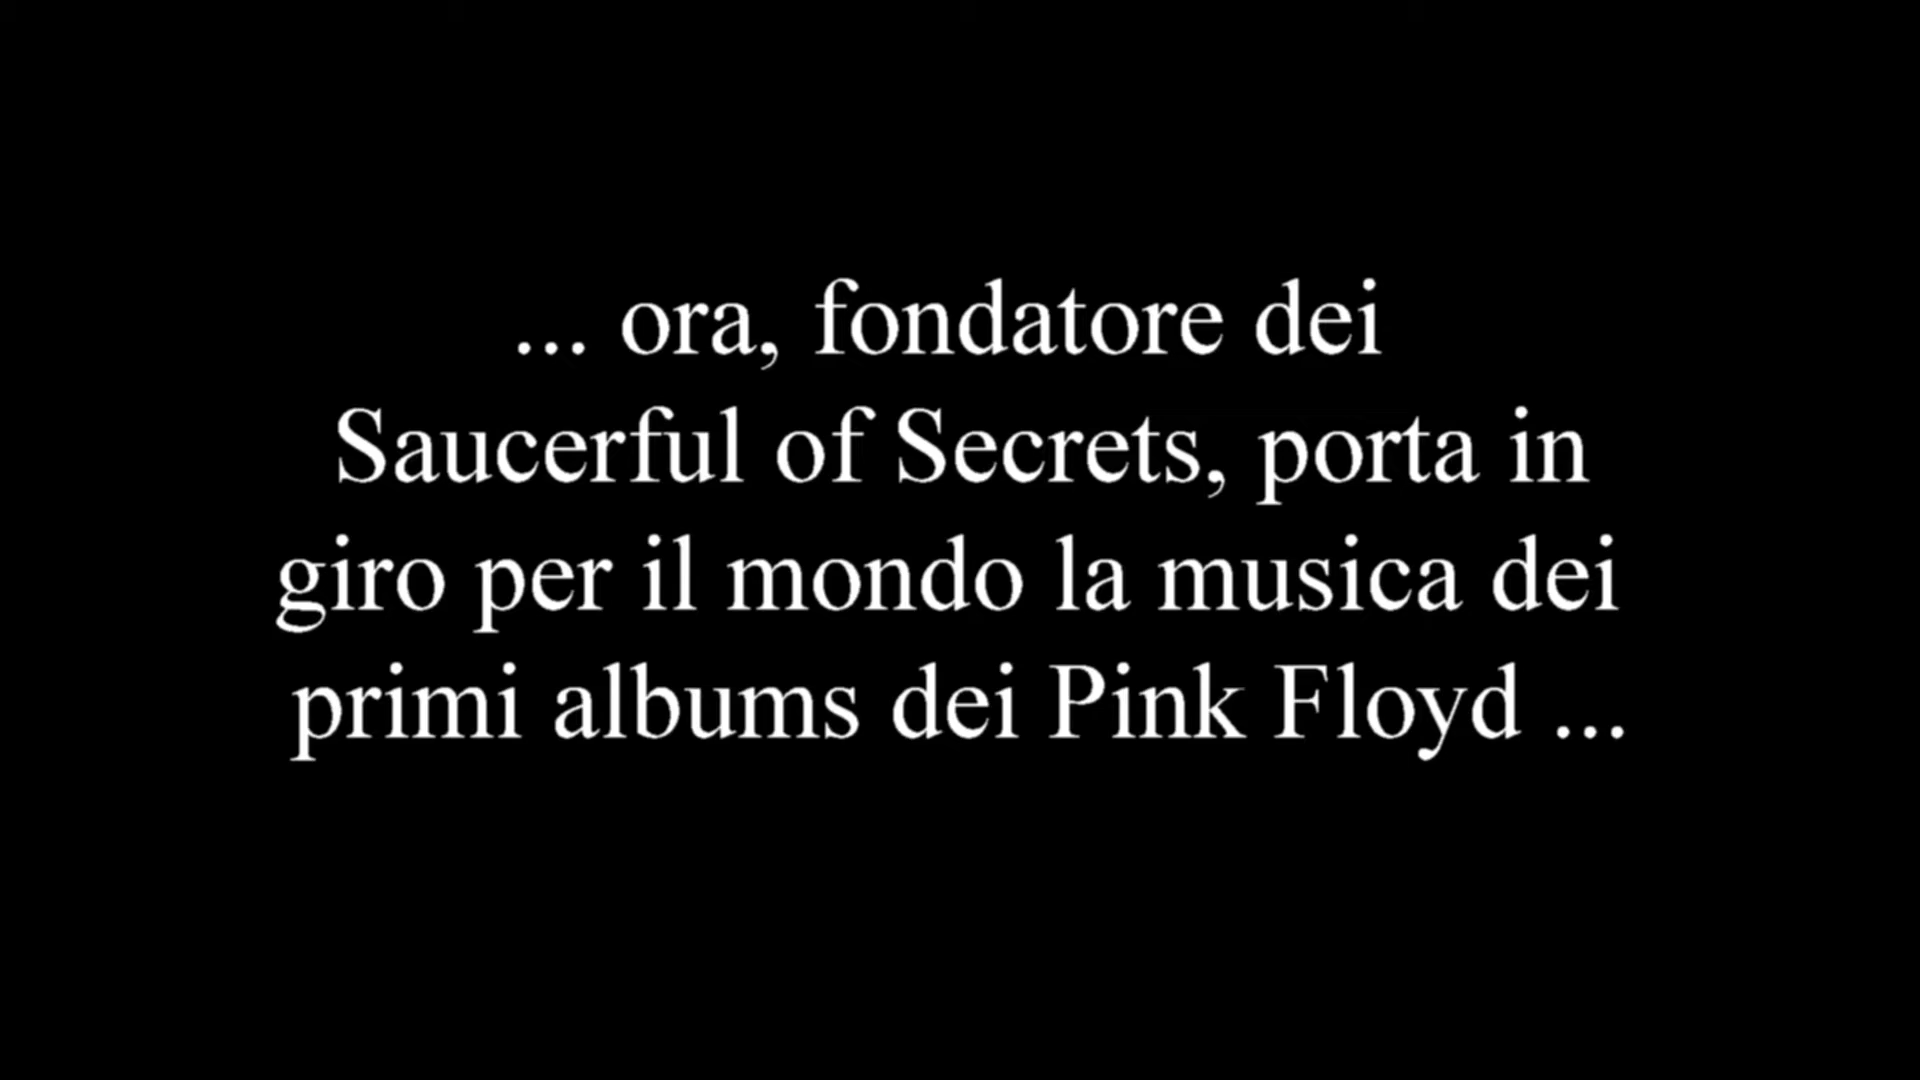 ... ora, fondatore dei
Saucerful of Secrets, porta in
giro per il mondo la musica dei
primi albums dei Pink Floyd ...